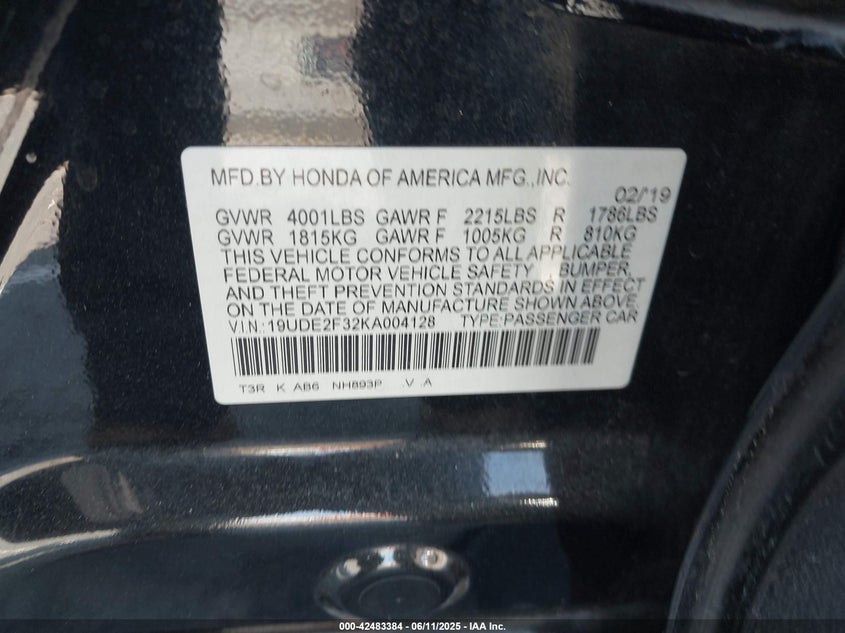 MFD.BY HONDA OF AMERICA MFG.,INC.
02/'19
GVWR 4001LBS GAWR F 2215LBS R 1786LBS
GVWR 1815KG GAWR F 1005KG R 810KG
THIS VEHICLE CONFORMS TO ALL APPLICABLE
FEDERAL MOTOR VEHICLE SAFETY , BUMPER,
AND THEFT PREVENTION STANDARDS IN EFFECT
ON THE DATE OF MANUFACTURE SHOWN ABOVE.
V.I.N.:19UDE2F32KA004128 TYPE:PASSENGER CAR
T3R K AB6 NH893P .V .A
000-42483384 - 06/11/2025 - IAA Inc.